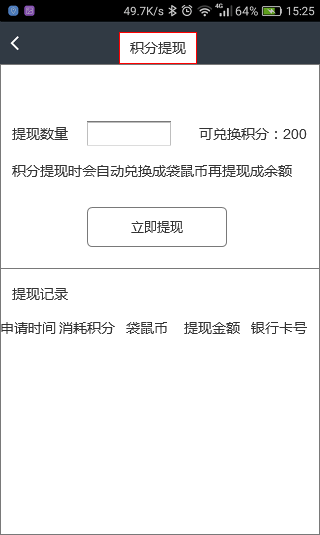 49.7K/s 4G 64% 15:25
积分提现
提现数量 可兑换积分：200
积分提现时会自动兑换成袋鼠币再提现成余额
立即提现
提现记录
申请时间 消耗积分 袋鼠币 提现金额 银行卡号